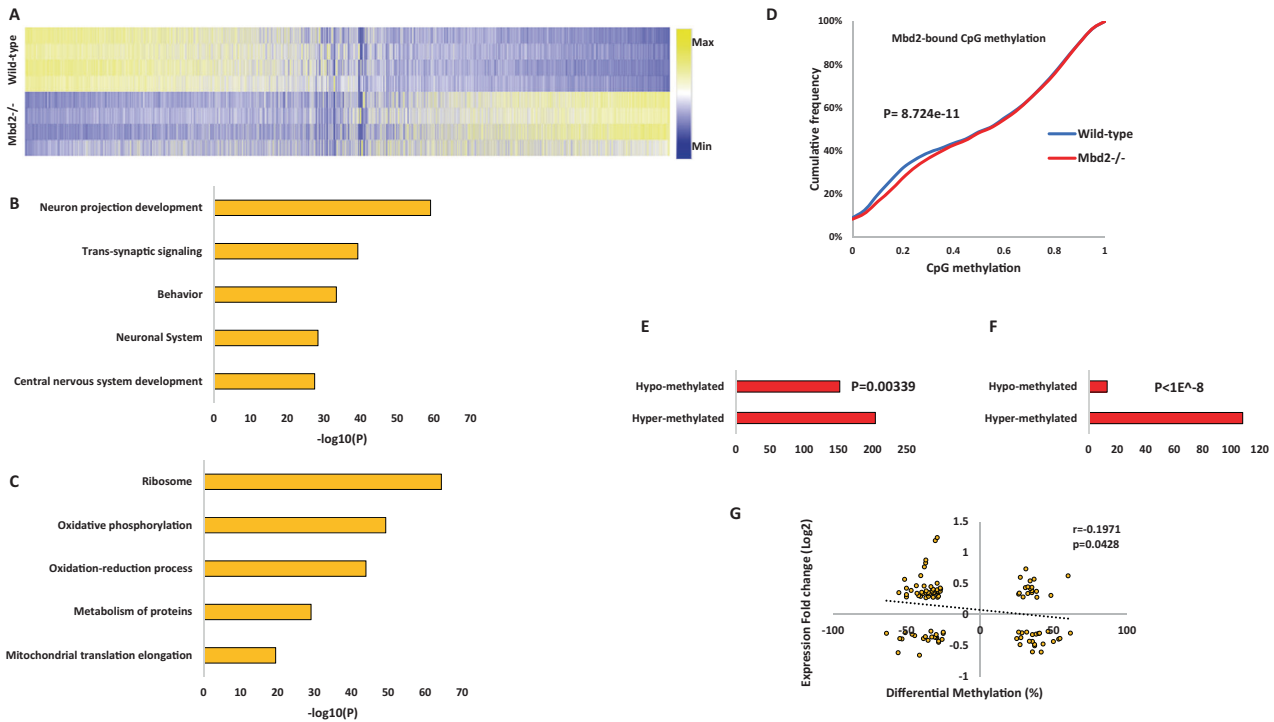 A
Wild-type
Mbd2-/-
Max
Min
B
Neuron projection development
Trans-synaptic signaling
Behavior
Neuronal System
Central nervous system development
0 10 20 30 40 50 60 70
-log10(P)
C
Ribosome
Oxidative phosphorylation
Oxidation-reduction process
Metabolism of proteins
Mitochondrial translation elongation
0 10 20 30 40 50 60 70
-log10(P)
D
Mbd2-bound CpG methylation
P= 8.724e-11
Wild-type
Mbd2-/-
Cumulative frequency
100%
80%
60%
40%
20%
0%
0 0.2 0.4 0.6 0.8 1
CpG methylation
E
Hypo-methylated
Hyper-methylated
P=0.00339
0 50 100 150 200 250
F
Hypo-methylated
Hyper-methylated
P<1E^-8
0 20 40 60 80 100 120
G
Expression Fold change (Log2)
1.5
1
0.5
0
-0.5
-1
-100 -50 0 50 100
r=-0.1971
p=0.0428
Differential Methylation (%)